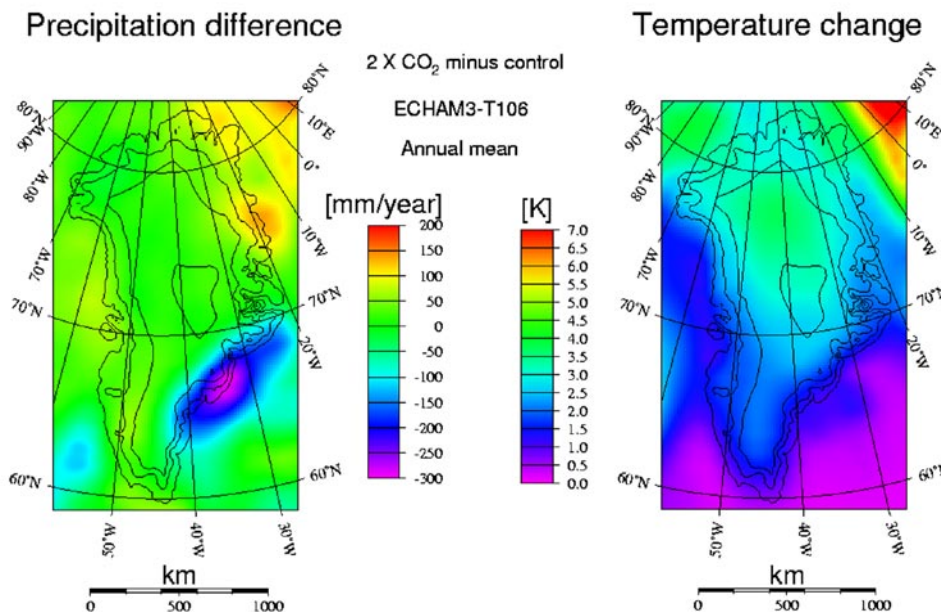 Precipitation difference
Temperature change
2 X CO₂ minus control
ECHAM3-T106
Annual mean
80°N
80°N
10°E
90°W
0°
80°W
10°W
70°W
70°N
70°N
20°W
60°N
60°N
50°W
40°W
30°W
km
0 500 1000
[mm/year]
200
100
50
0
-50
-100
-150
-200
-250
-300
[K]
7.0
6.5
6.0
5.5
5.0
4.5
4.0
3.5
3.0
2.5
2.0
1.5
1.0
0.5
0.0
80°N
80°N
10°E
90°W
0°
80°W
10°W
70°W
70°N
70°N
20°W
60°N
60°N
50°W
40°W
30°W
km
0 500 1000